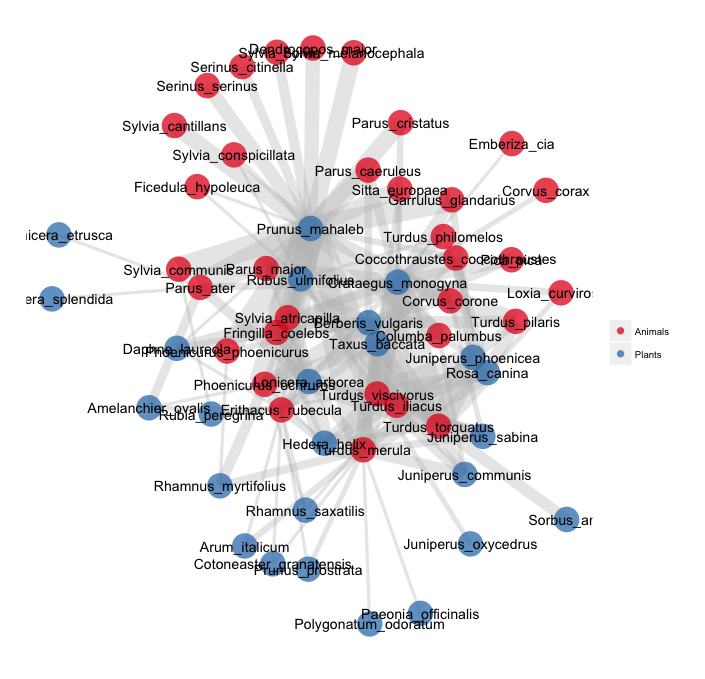 Dendrocopos_major
Sylvia_melanocephala
Serinus_citinella
Serinus_serinus
Parus_cristatus
Sylvia_cantillans
Emberiza_cia
Sylvia_conspicillata
Parus_caeruleus
Ficedula_hypoleuca
Sitta_europaea
Corvus_corax
Garrulus_glandarius
Prunus_mahaleb
nicera_etrusca
Turdus_philomelos
Coccothraustes_coccothraustes
Pica_pica
Sylvia_communis
Parus_major
Rubus_ulmifolius
Crataegus_monogyna
Parus_ater
era_splendida
Loxia_curviros
Corvus_corone
Sylvia_atricapilla
Berberis_vulgaris
Turdus_pilaris
Animals
Fringilla_coelebs
Columba_palumbus
Taxus_baccata
Daphne_laureola
Phoenicurus_phoenicurus
Plants
Juniperus_phoenicea
Rosa_canina
Phoenicurus_ochruros
Lonicera_arborea
Turdus_viscivorus
Turdus_iliacus
Amelanchier_ovalis
Rubia_peregrina
Erithacus_rubecula
Turdus_torquatus
Juniperus_sabina
Hedera_helix
Turdus_merula
Juniperus_communis
Rhamnus_myrtifolius
Rhamnus_saxatilis
Sorbus_ar
Arum_italicum
Juniperus_oxycedrus
Cotoneaster_granatensis
Prunus_prostrata
Paeonia_officinalis
Polygonatum_odoratum